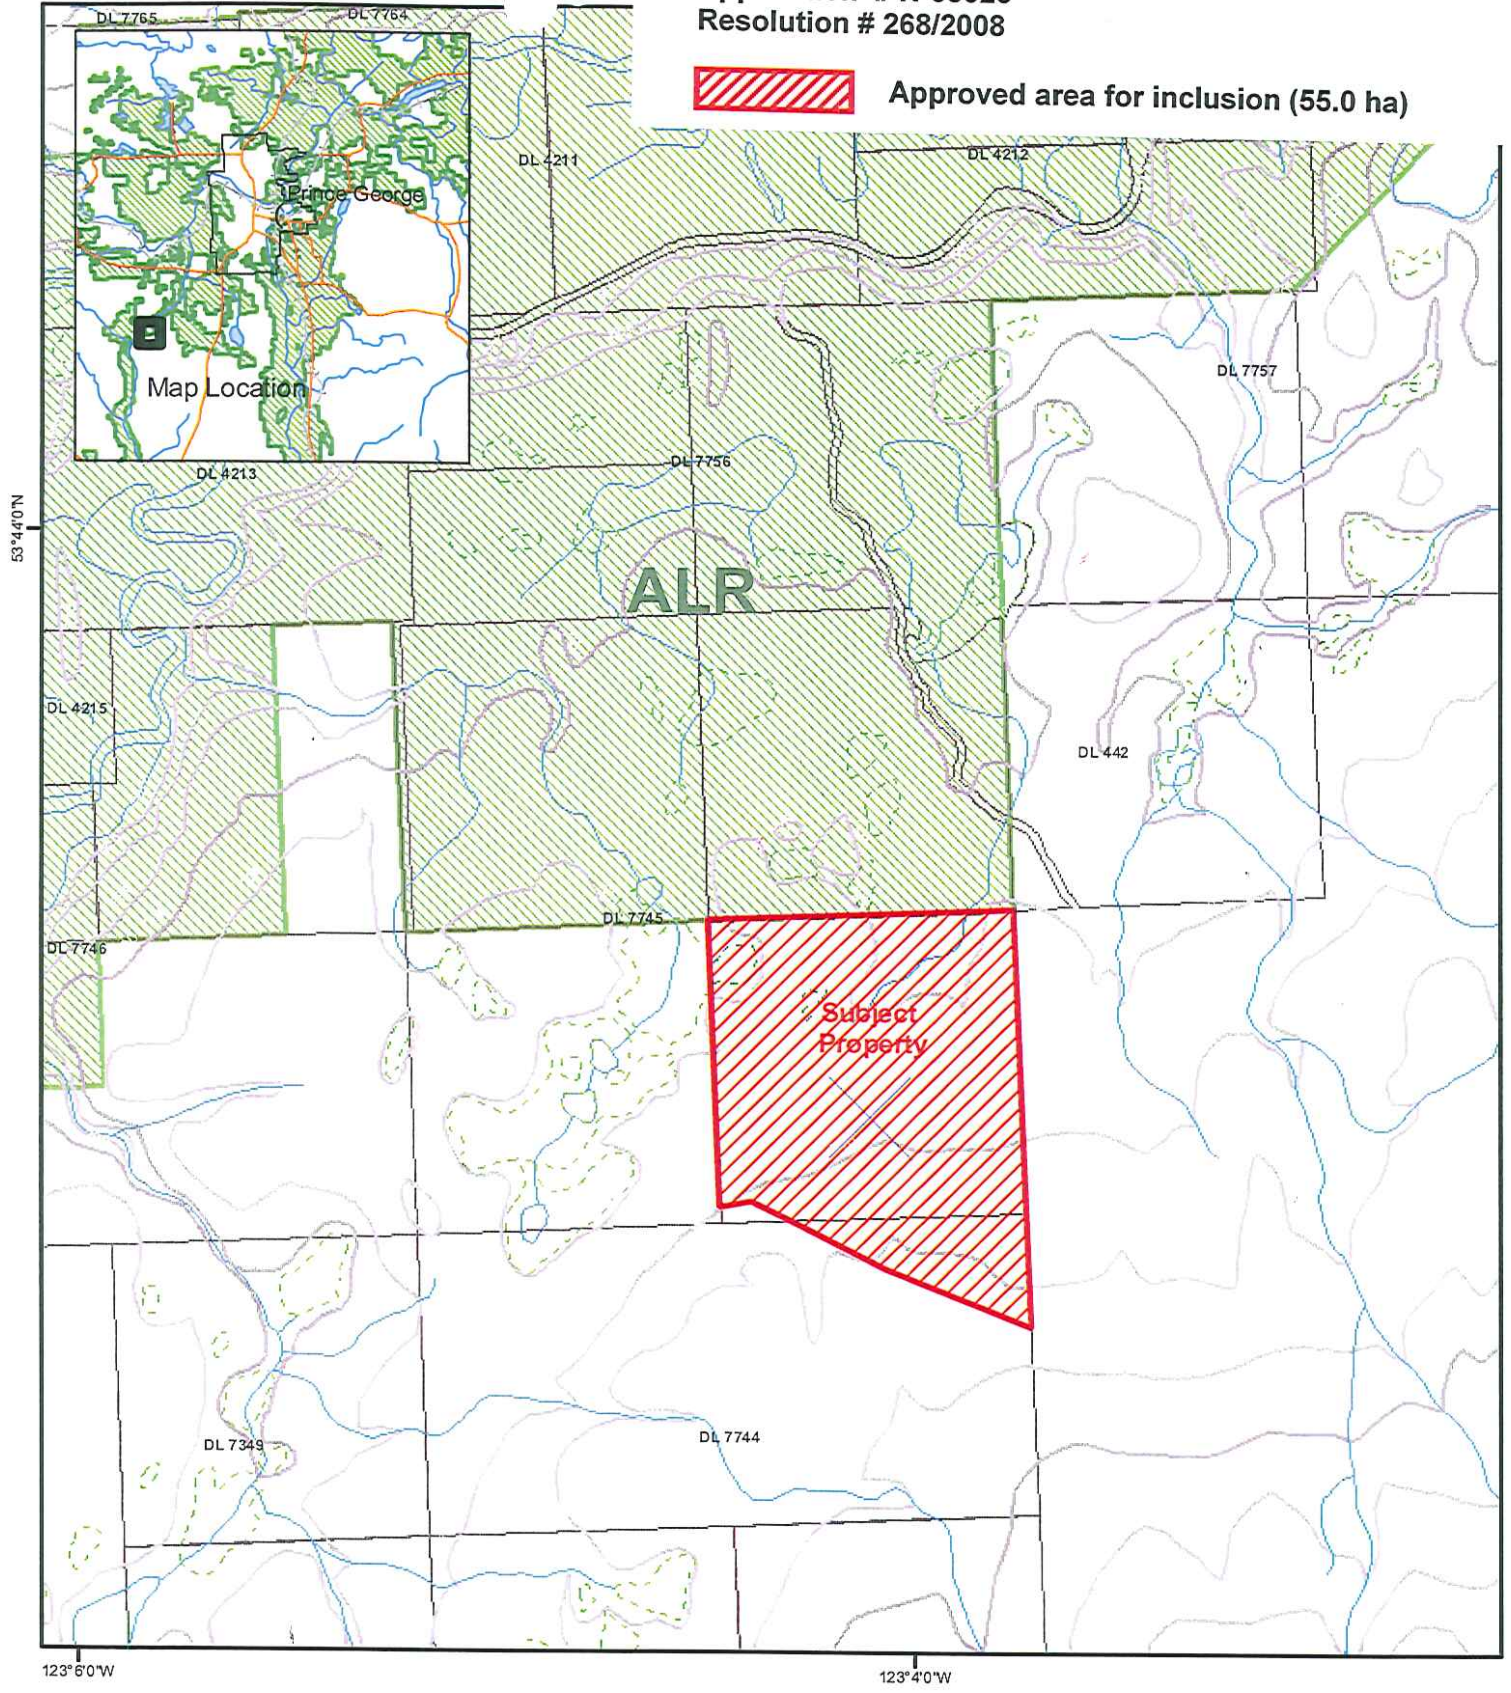 Resolution # 268/2008
Approved area for inclusion (55.0 ha)
DL 7765
DL 7764
DL 4211
DL 4212
Prince George
Map Location
DL 7757
DL 7756
DL 4213
53°44'0"N
ALR
DL 4215
DL 442
DL 7745
DL 7746
Subject
Property
DL 7349
DL 7744
123°6'0"W
123°4'0"W